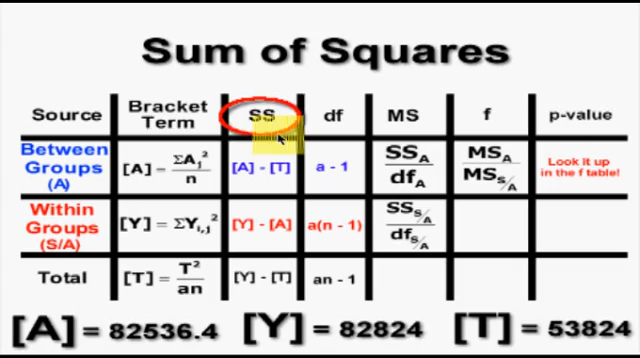 Sum of Squares
Source Bracket Term SS df MS f p-value
Between Groups (A) [A] = ΣA_j² / n [A] - [T] a - 1 SS_A / df_A MS_A / MS_S/A Look it up in the f table!
Within Groups (S/A) [Y] = ΣY_i,j² [Y] - [A] a(n - 1) SS_S/A / df_S/A
Total [T] = T² / an [Y] - [T] an - 1
[A] = 82536.4 [Y] = 82824 [T] = 53824